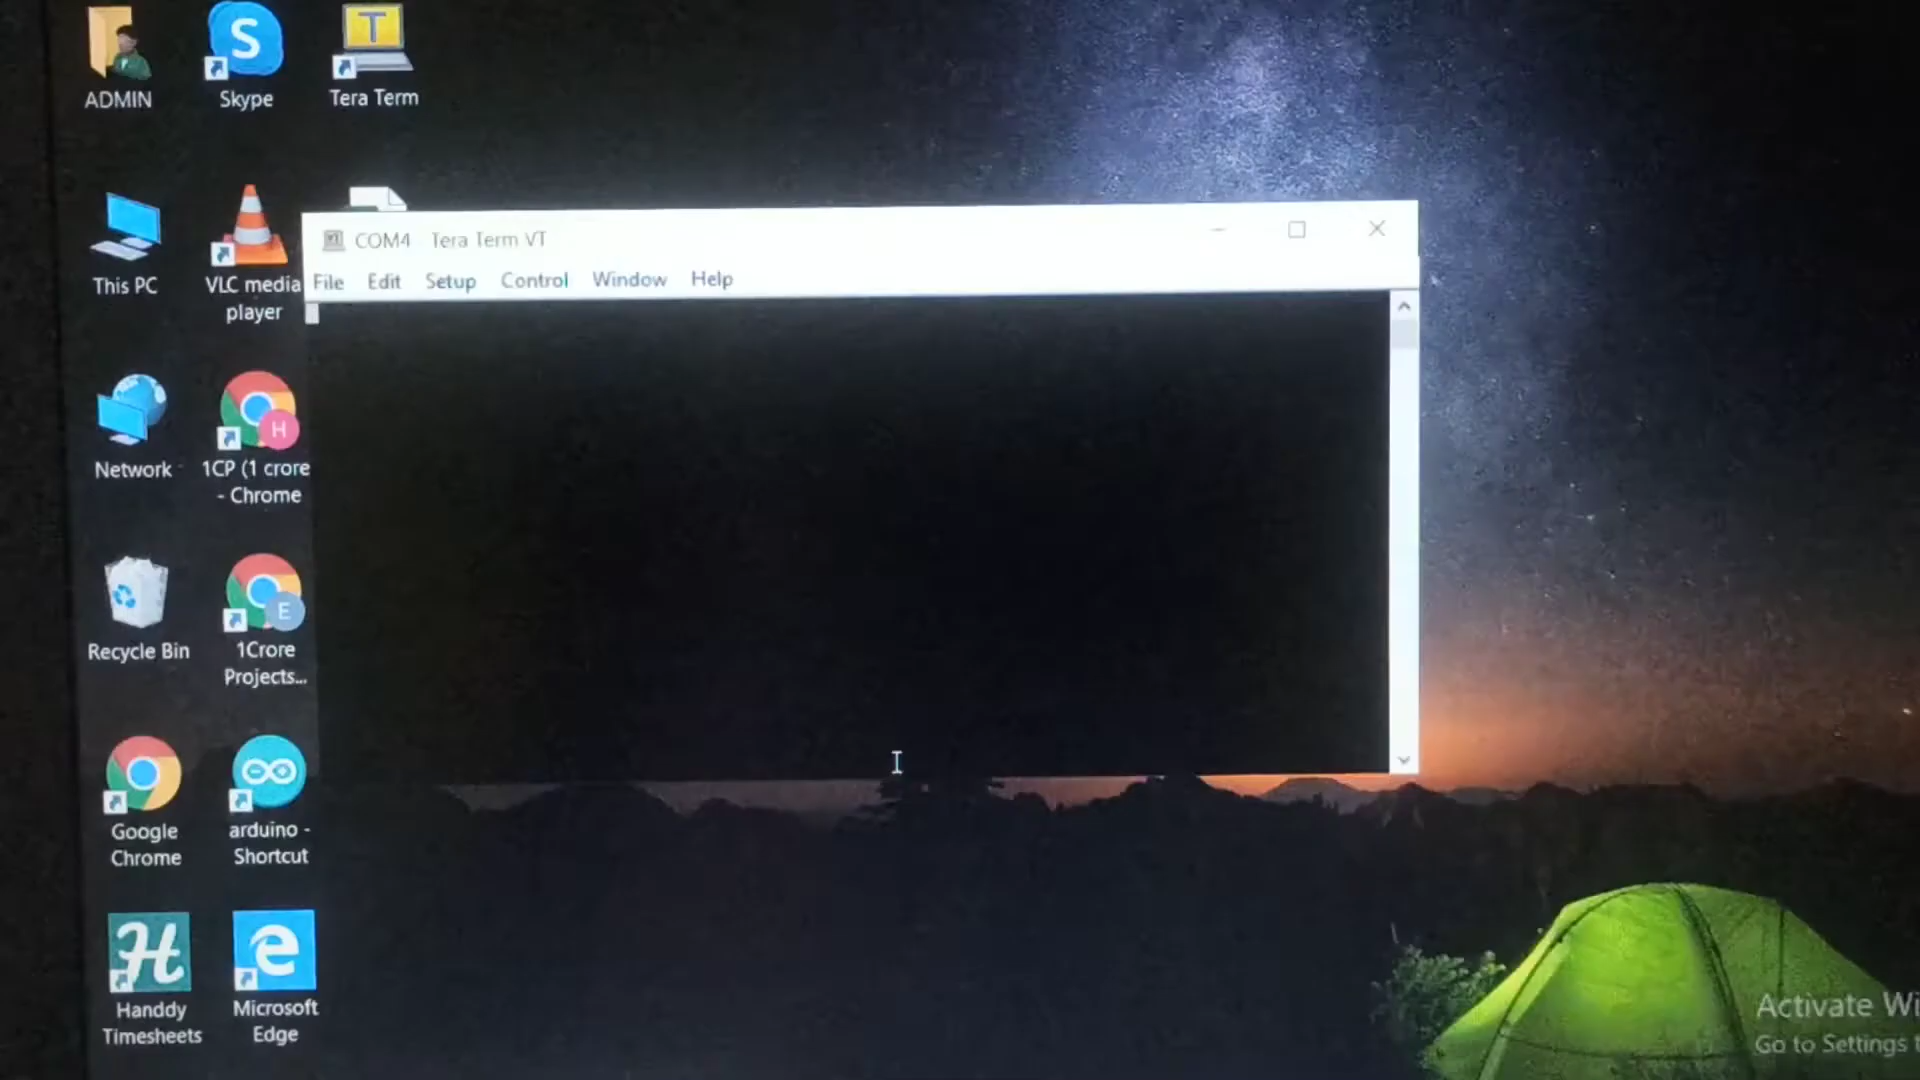 ADMIN
Skype
Tera Term
This PC
VLC media
player
COM4 - Tera Term VT
File Edit Setup Control Window Help
Network
1CP (1 crore
- Chrome
Recycle Bin
1Crore
Projects...
Google
Chrome
arduino -
Shortcut
Handdy
Timesheets
Microsoft
Edge
Activate Wi
Go to Settings t